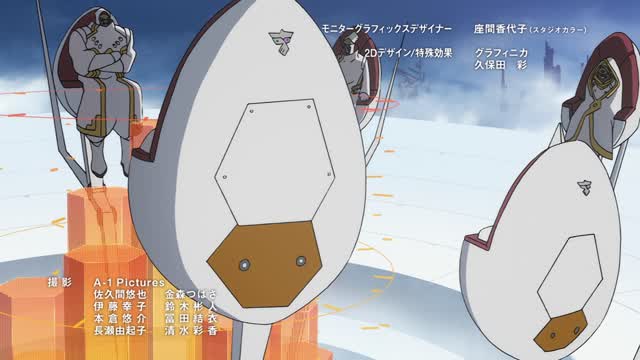 モニターグラフィックスデザイナー 座間香代子(スタジオカラー)
2Dデザイン/特殊効果 グラフィニカ
久保田 彩
撮 影 A-1 Pictures
佐久間悠也 金森つばさ
伊藤幸子 鈴木彬人
本倉悠介 冨田結衣
長瀬由起子 清水彩香